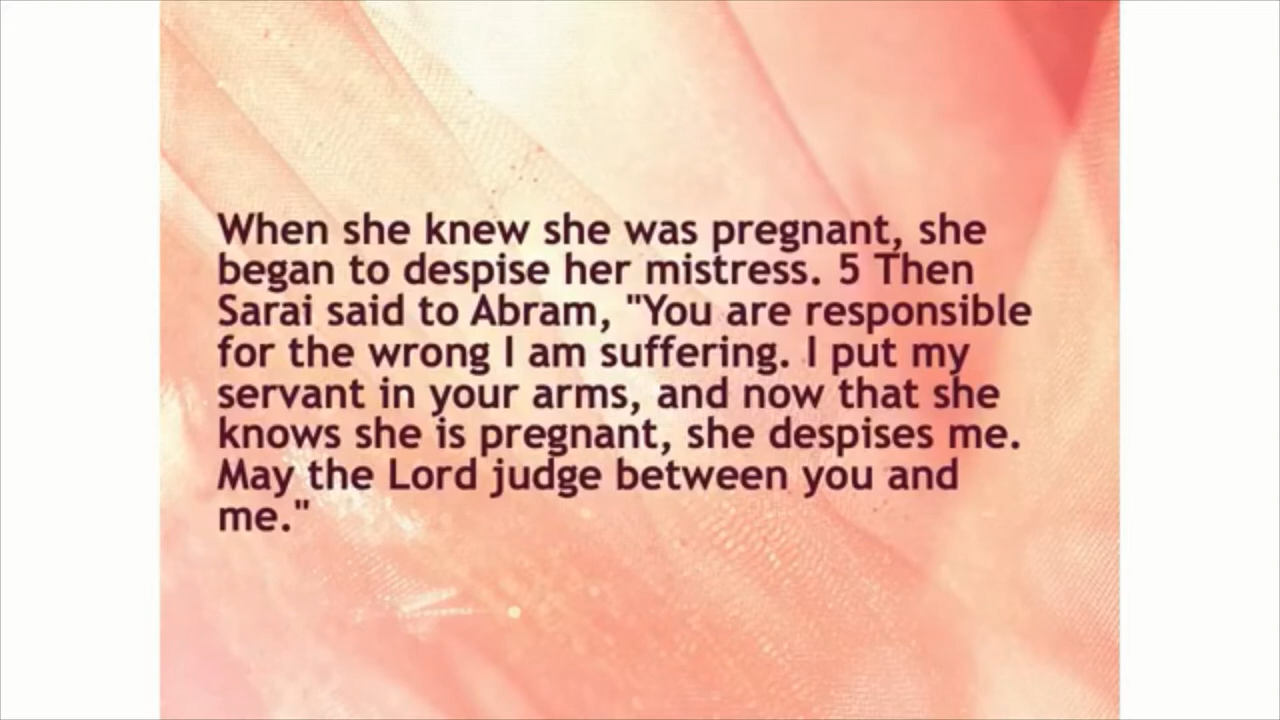 When she knew she was pregnant, she
began to despise her mistress. 5 Then
Sarai said to Abram, "You are responsible
for the wrong I am suffering. I put my
servant in your arms, and now that she
knows she is pregnant, she despises me.
May the Lord judge between you and
me."